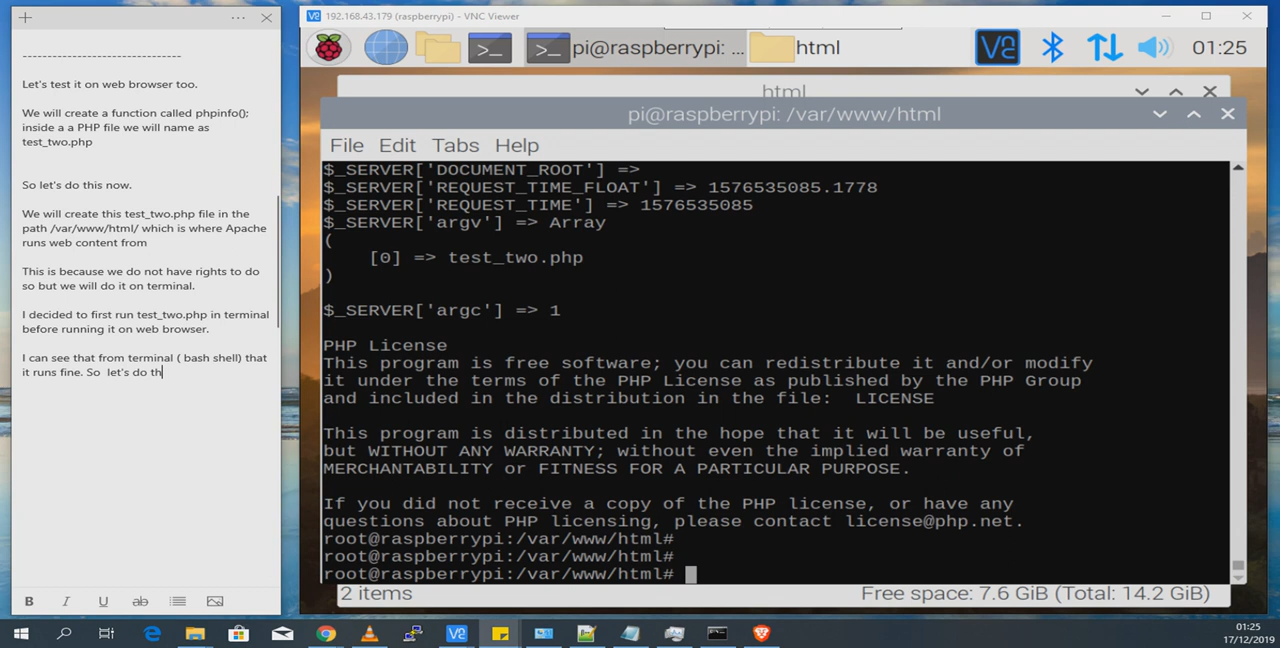 -------------------------------
Let's test it on web browser too.
We will create a function called phpinfo();
inside a a PHP file we will name as
test_two.php
So let's do this now.
We will create this test_two.php file in the
path /var/www/html/ which is where Apache
runs web content from
This is because we do not have rights to do
so but we will do it on terminal.
I decided to first run test_two.php in terminal
before running it on web browser.
I can see that from terminal ( bash shell) that
it runs fine. So  let's do th
B I U ab
192.168.43.179 (raspberrypi) - VNC Viewer
pi@raspberrypi: ... html 01:25
html
pi@raspberrypi: /var/www/html
File Edit Tabs Help
$_SERVER['DOCUMENT_ROOT'] =>
$_SERVER['REQUEST_TIME_FLOAT'] => 1576535085.1778
$_SERVER['REQUEST_TIME'] => 1576535085
$_SERVER['argv'] => Array
(
    [0] => test_two.php
)
$_SERVER['argc'] => 1
PHP License
This program is free software; you can redistribute it and/or modify
it under the terms of the PHP License as published by the PHP Group
and included in the distribution in the file:  LICENSE
This program is distributed in the hope that it will be useful,
but WITHOUT ANY WARRANTY; without even the implied warranty of
MERCHANTABILITY or FITNESS FOR A PARTICULAR PURPOSE.
If you did not receive a copy of the PHP license, or have any
questions about PHP licensing, please contact license@php.net.
root@raspberrypi:/var/www/html#
root@raspberrypi:/var/www/html#
root@raspberrypi:/var/www/html#
2 items Free space: 7.6 GiB (Total: 14.2 GiB)
01:25
17/12/2019